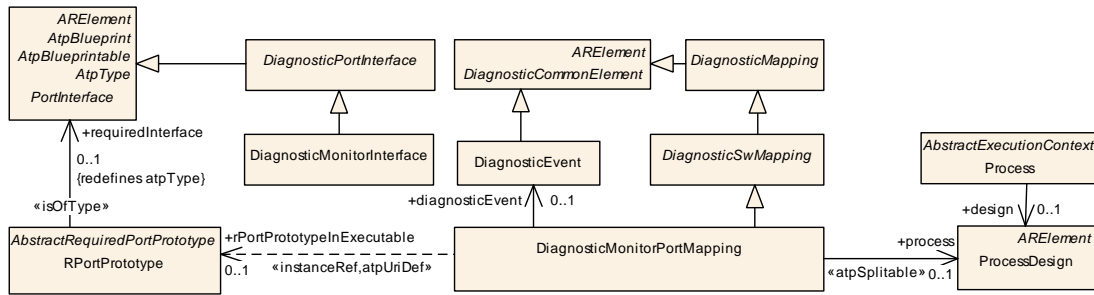 ARElement
AtpBlueprint
AtpBlueprintable
AtpType
PortInterface
DiagnosticPortInterface
ARElement
DiagnosticCommonElement
DiagnosticMapping
+requiredInterface
0..1
{redefines atpType}
«isOfType»
DiagnosticMonitorInterface
DiagnosticEvent
DiagnosticSwMapping
AbstractExecutionContext
Process
+diagnosticEvent
0..1
+design
0..1
AbstractRequiredPortPrototype
RPortPrototype
+rPortPrototypeInExecutable
0..1
«instanceRef,atpUriDef»
DiagnosticMonitorPortMapping
+process
«atpSplitable»
0..1
ARElement
ProcessDesign